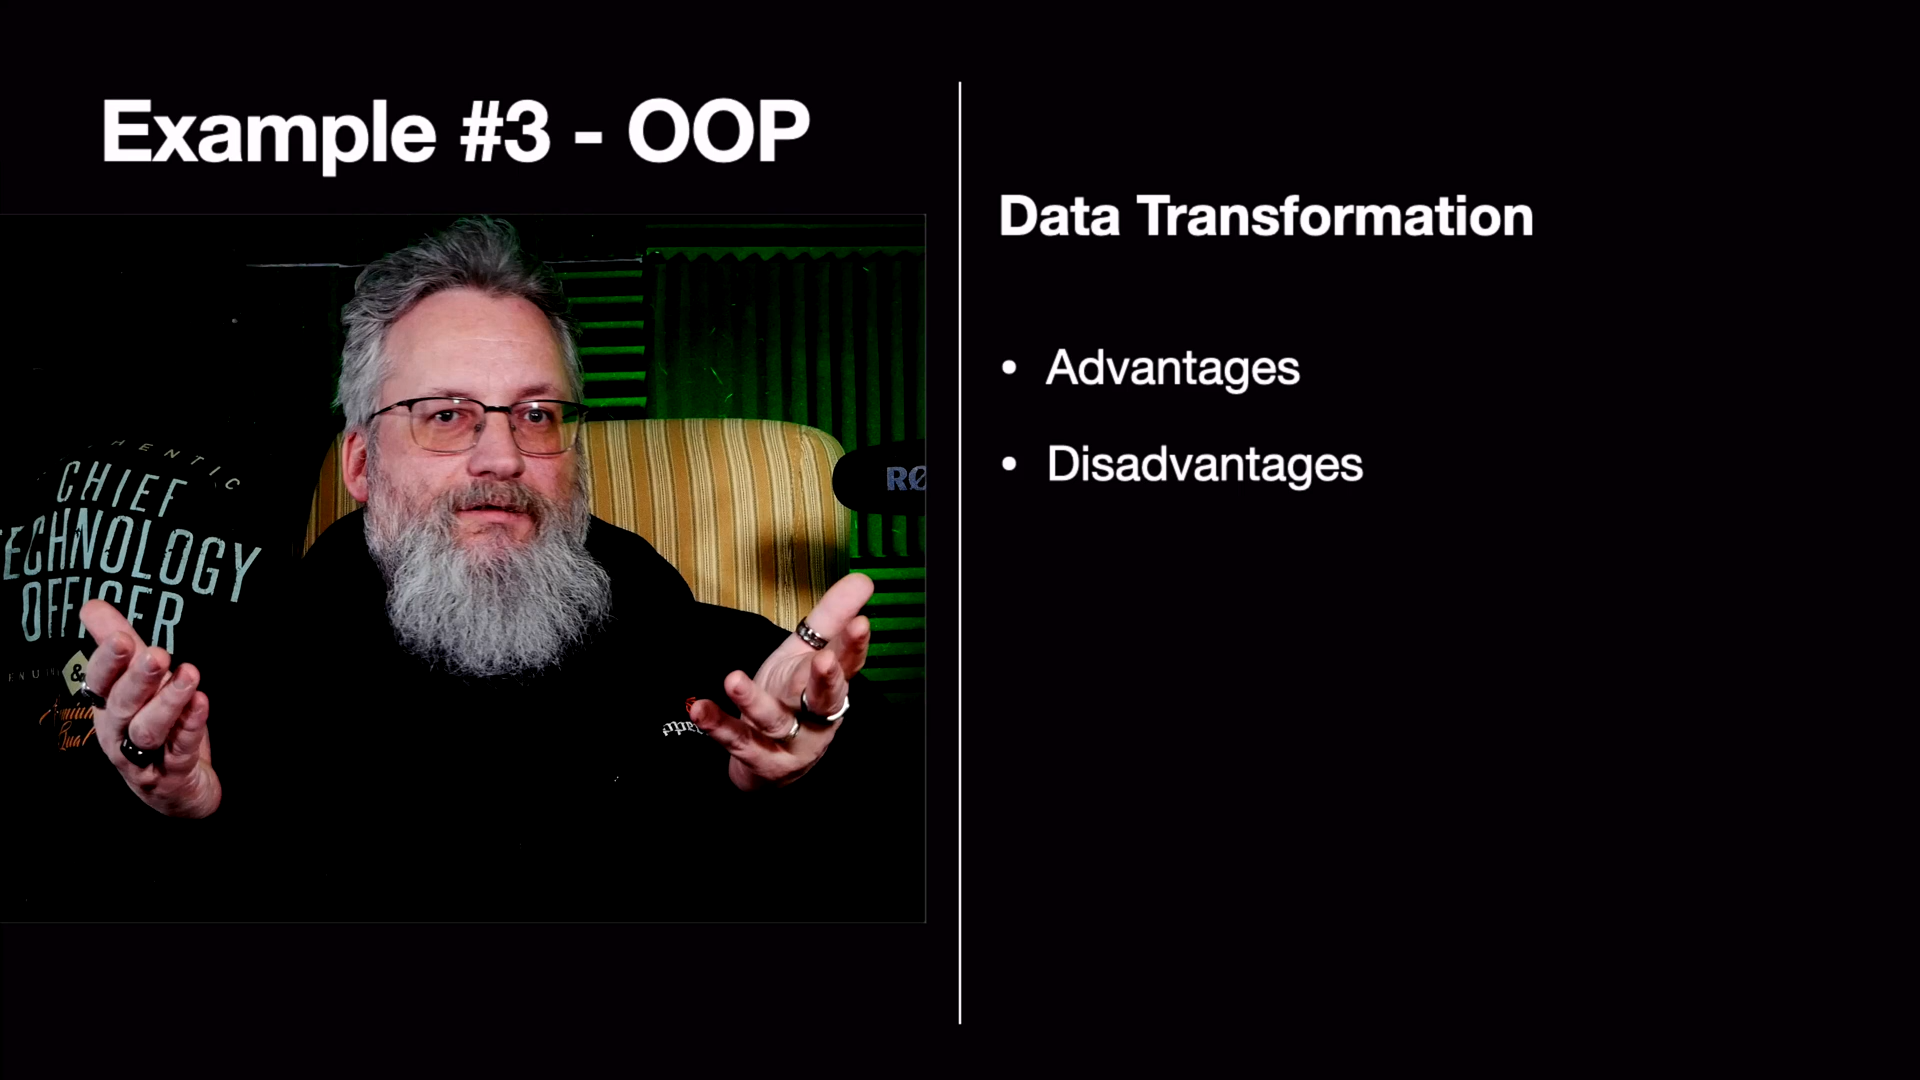 Example #3 - OOP
Data Transformation
• Advantages
• Disadvantages
CHIEF
TECHNOLOGY
OFFICER
&